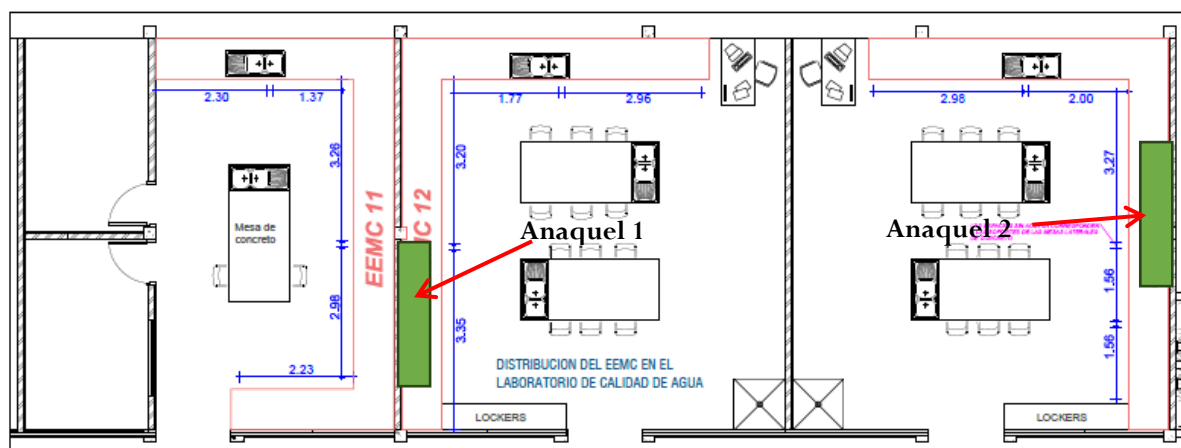 2.30
1.37
1.77
2.96
2.98
2.00
3.26
3.20
3.27
Mesa de
concreto
EEMC 11
MC 12
Anaquel 1
Anaquel 2
2.98
3.35
1.56
1.56
2.23
DISTRIBUCION DEL EEMC EN EL
LABORATORIO DE CALIDAD DE AGUA
LOCKERS
LOCKERS